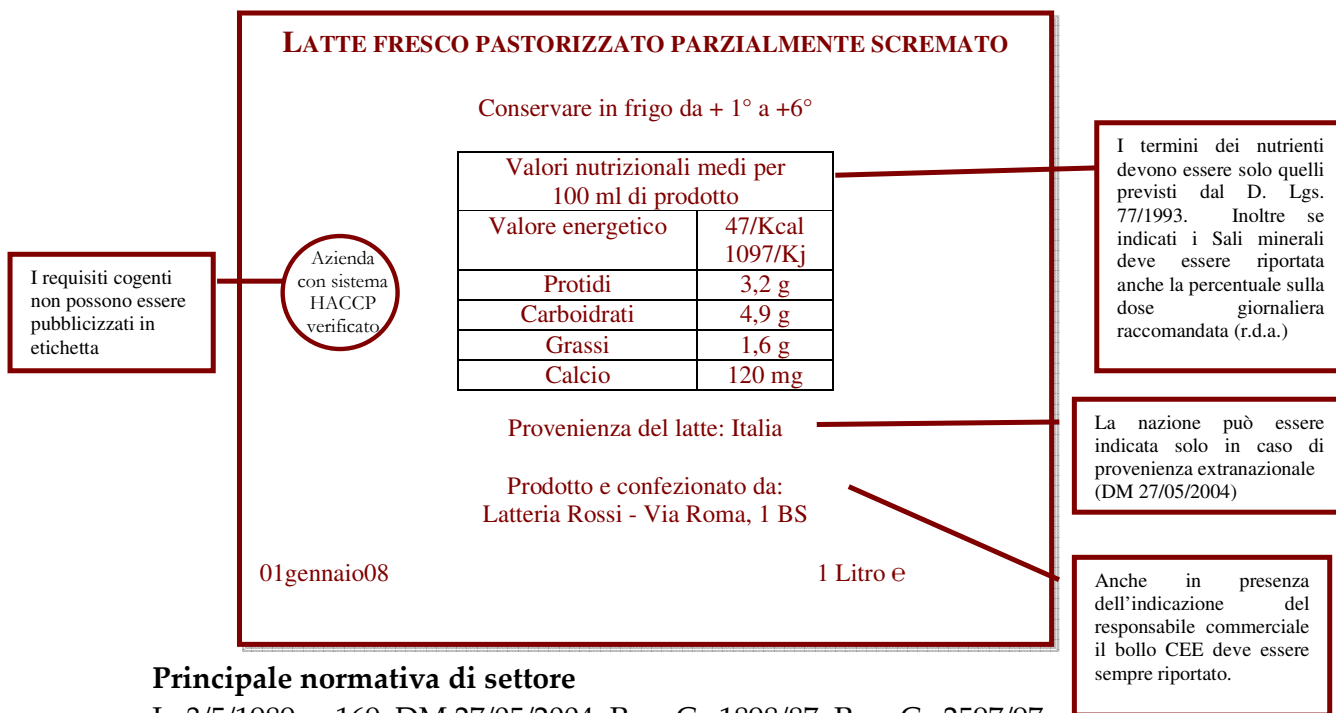 LATTE FRESCO PASTORIZZATO PARZIALMENTE SCREMATO
Conservare in frigo da + 1° a +6°
Valori nutrizionali medi per
100 ml di prodotto
Valore energetico 47/Kcal
1097/Kj
Protidi 3,2 g
Carboidrati 4,9 g
Grassi 1,6 g
Calcio 120 mg
Azienda
con sistema
HACCP
verificato
I requisiti cogenti
non possono essere
pubblicizzati in
etichetta
I termini dei nutrienti
devono essere solo quelli
previsti dal D. Lgs.
77/1993. Inoltre se
indicati i Sali minerali
deve essere riportata
anche la percentuale sulla
dose giornaliera
raccomandata (r.d.a.)
Provenienza del latte: Italia
La nazione può essere
indicata solo in caso di
provenienza extranazionale
(DM 27/05/2004)
Prodotto e confezionato da:
Latteria Rossi - Via Roma, 1 BS
01gennaio08 1 Litro ℮
Anche in presenza
dell'indicazione del
responsabile commerciale
il bollo CEE deve essere
sempre riportato.
Principale normativa di settore